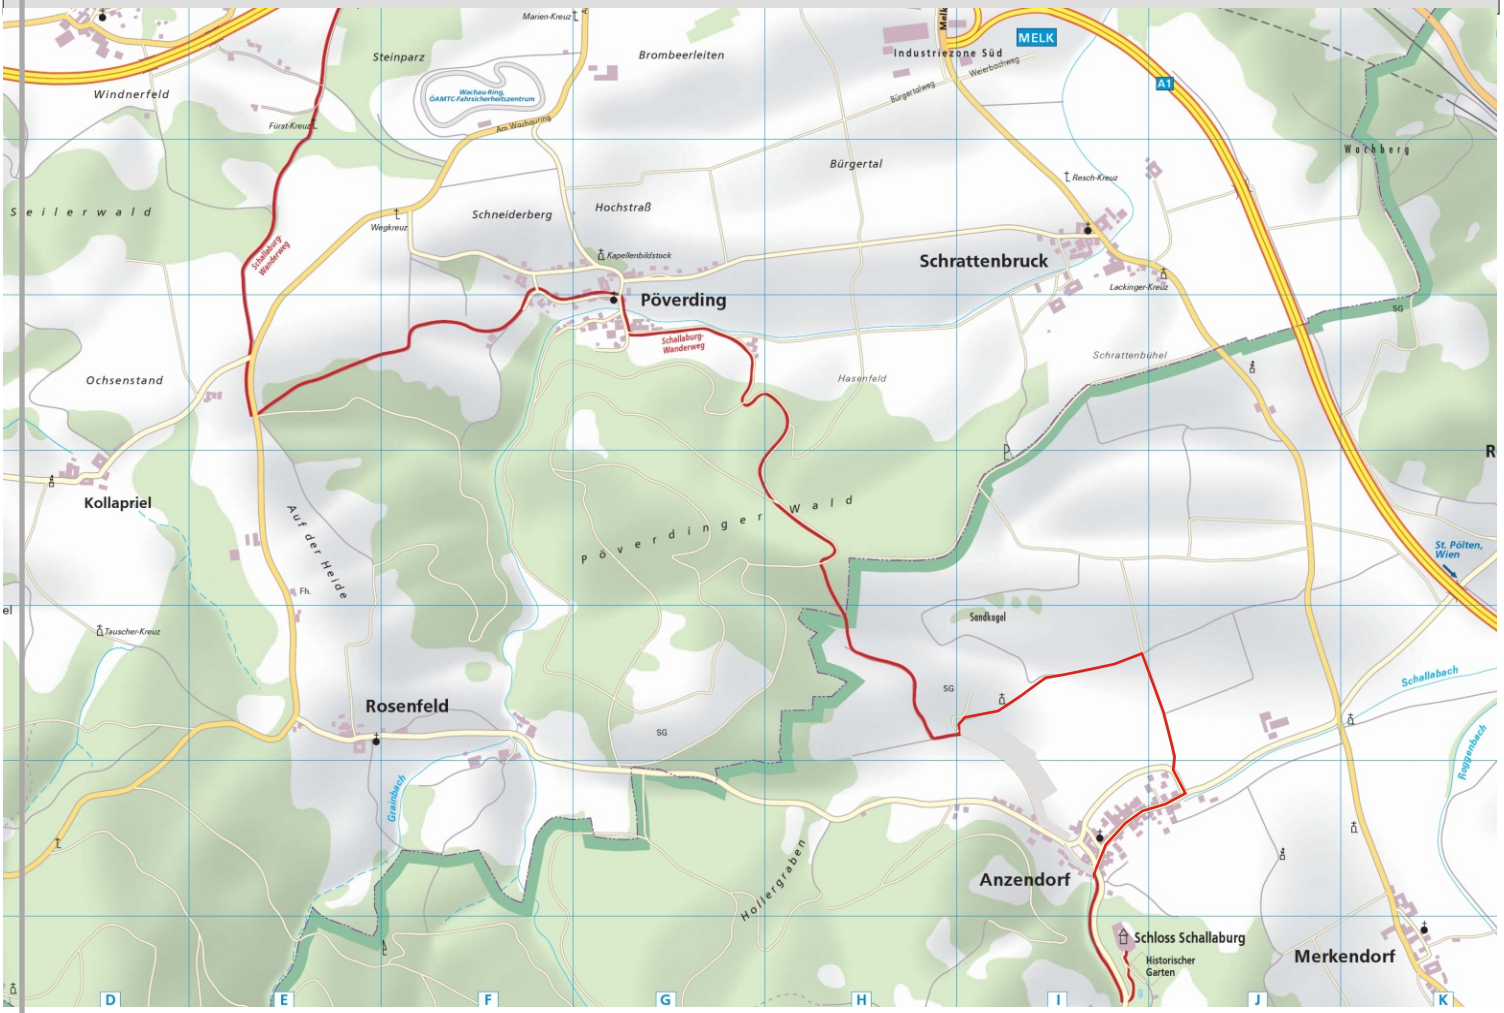 Marien-Kreuz
Melk
MELK
Steinparz
Brombeerleiten
Industriezone Süd
Weierbachweg
Windnerfeld
Wachau-Ring,
ÖAMTC-Fahrsicherheitszentrum
Bürgertalweg
A1
Fürst-Kreuz
Am Wachauring
Wachberg
Bürgertal
Resch-Kreuz
Seilerwald
Schneiderberg
Hochstraß
Wegkreuz
Schallaburg-
Wanderweg
Kapellenbildstock
Schrattenbruck
Lackinger-Kreuz
Pöverding
SG
Schallaburg-
Wanderweg
Schrattenbühel
Ochsenstand
Hasenfeld
R
Kollapriel
Auf der Heide
Pöverdinger Wald
St. Pölten,
Wien
Fh.
el
Tauscher-Kreuz
Sandkogel
Schallabach
SG
Rosenfeld
SG
Roggenbach
Grainbach
Hollergraben
Anzendorf
Schloss Schallaburg
Historischer
Garten
Merkendorf
D
E
F
G
H
I
J
K